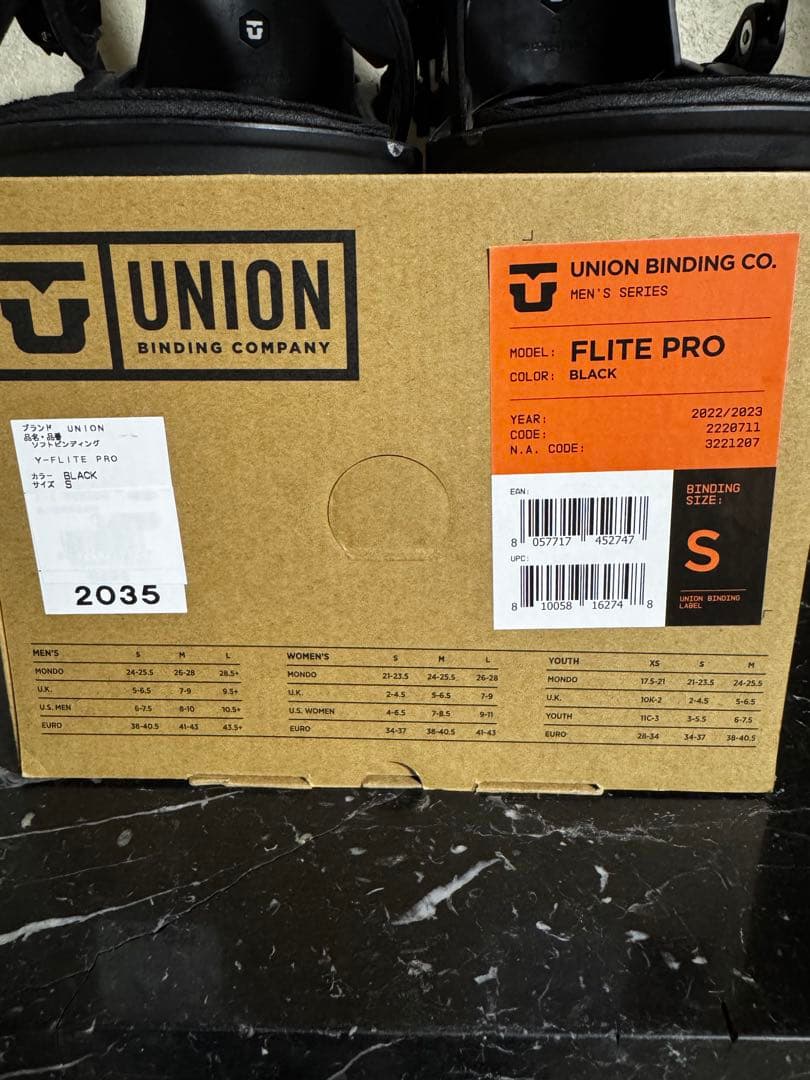 UNION
BINDING COMPANY
UNION BINDING CO.
MEN'S SERIES
MODEL: FLITE PRO
COLOR: BLACK
YEAR: 2022/2023
CODE: 2220711
N.A. CODE: 3221207
EAN:
8 057717 452747
UPC:
8 10058 16274 8
BINDING
SIZE:
S
UNION BINDING
LABEL
ブランド UNION
品名・品番
ソフトビンディング
Y-FLITE PRO
カラー BLACK
サイズ S
2035
MEN'S S M L
MONDO 24-25.5 26-28 28.5+
U.K. 5-6.5 7-9 9.5+
U.S. MEN 6-7.5 8-10 10.5+
EURO 38-40.5 41-43 43.5+
WOMEN'S S M L
MONDO 21-23.5 24-25.5 26-28
U.K. 2-4.5 5-6.5 7-9
U.S. WOMEN 4-6.5 7-8.5 9-11
EURO 34-37 38-40.5 41-43
YOUTH XS S M
MONDO 17.5-21 21-23.5 24-25.5
U.K. 10K-2 2-4.5 5-6.5
YOUTH 11C-3 3-5.5 6-7.5
EURO 28-34 34-37 38-40.5